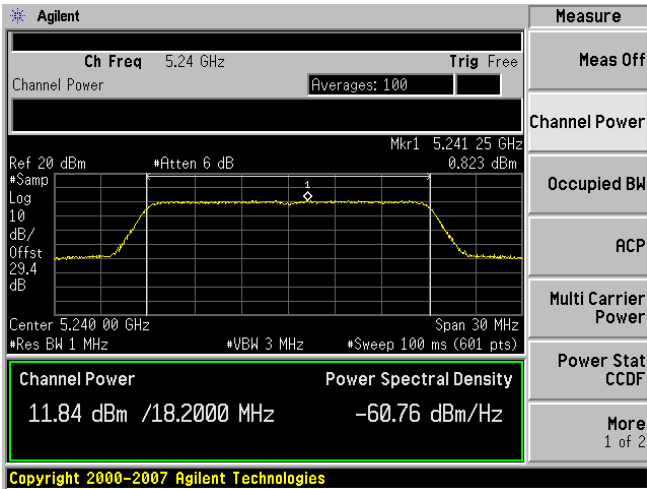 Agilent
Measure
Ch Freq 5.24 GHz Trig Free
Channel Power Averages: 100
Meas Off
Channel Power
Occupied BW
ACP
Multi Carrier
Power
Power Stat
CCDF
More
1 of 2
Mkr1 5.241 25 GHz
Ref 20 dBm #Atten 6 dB 0.823 dBm
#Samp
Log
10
dB/
Offst
29.4
dB
1
Center 5.240 00 GHz Span 30 MHz
#Res BW 1 MHz #VBW 3 MHz #Sweep 100 ms (601 pts)
Channel Power Power Spectral Density
11.84 dBm /18.2000 MHz -60.76 dBm/Hz
Copyright 2000-2007 Agilent Technologies